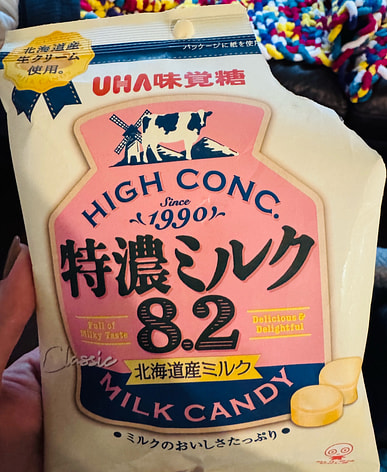 北海道産
生クリーム
使用。
パッケージに紙を使用
UHA味覚糖
HIGH CONC.
Since
1990
特濃ミルク
8.2
Full of
Milky Taste
Delicious &
Delightful
Classic
北海道産ミルク
MILK CANDY
ミルクのおいしさたっぷり